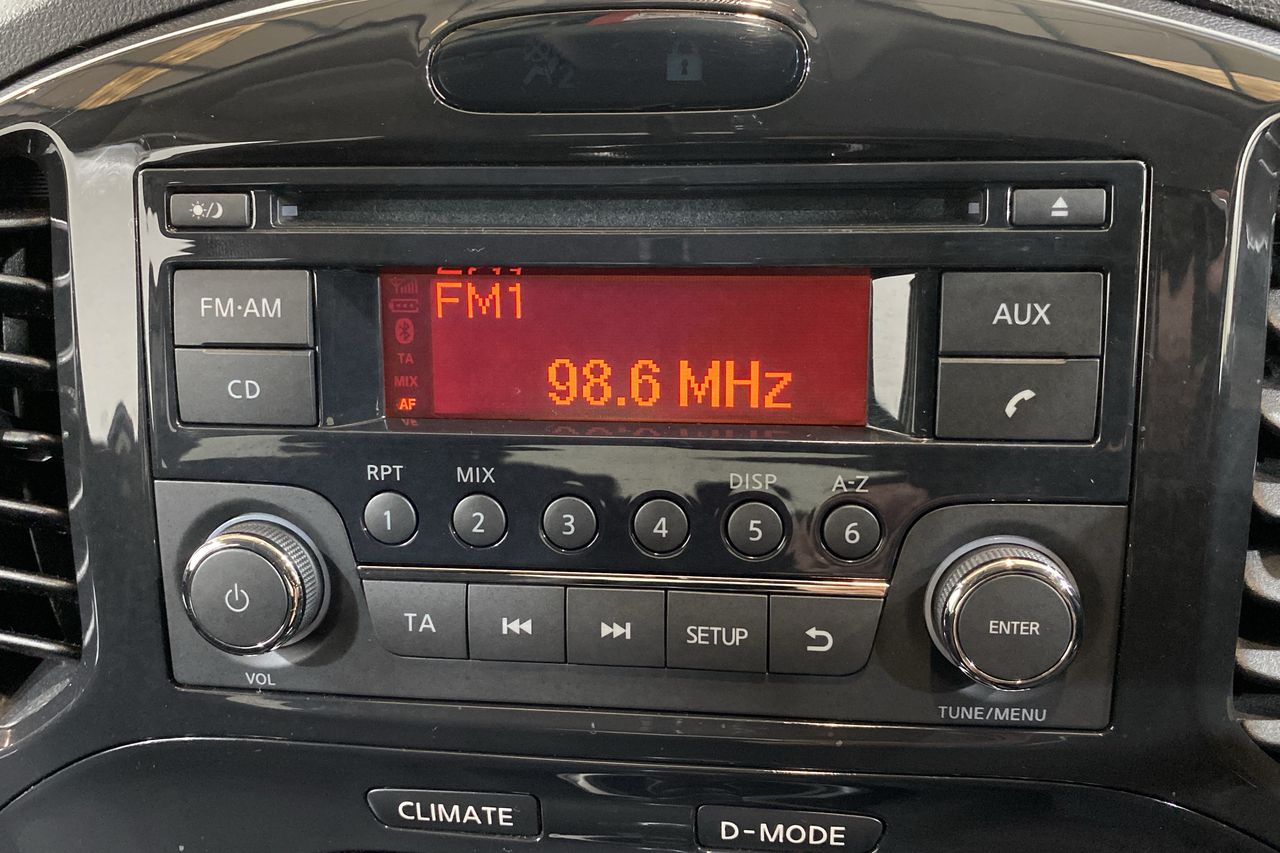 FM·AM
CD
FM1
TA
MIX
AF
98.6 MHz
AUX
RPT
MIX
DISP
A-Z
1
2
3
4
5
6
TA
SETUP
ENTER
VOL
TUNE/MENU
CLIMATE
D-MODE